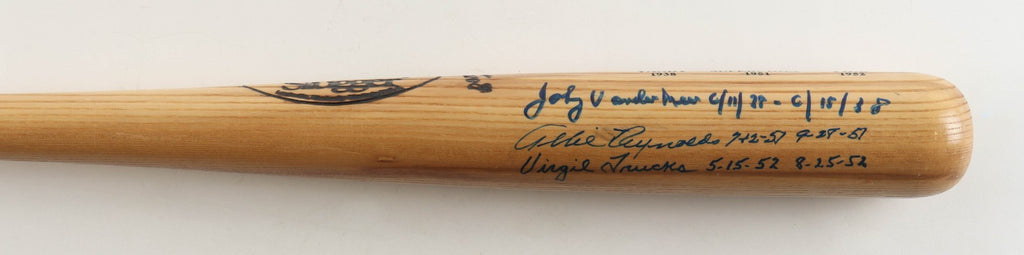 1938 1951 1952
Johnny Vander Meer 6/11/38 - 6/15/38
Allie Reynolds 7-12-51 9-28-51
Virgil Trucks 5-15-52 8-25-52